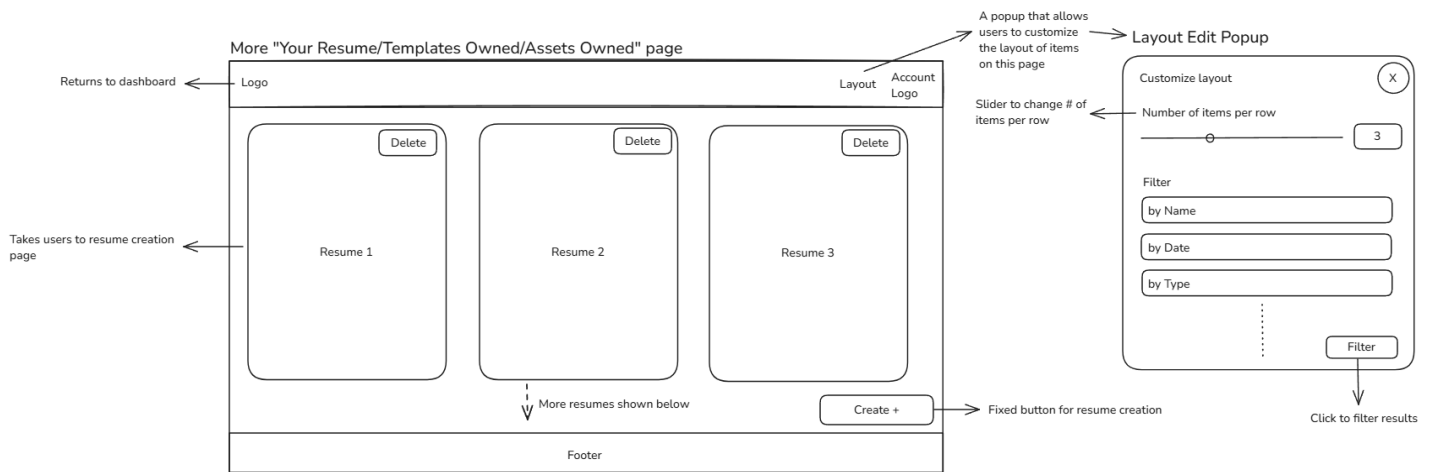 A popup that allows
users to customize
the layout of items
on this page
Layout Edit Popup
More "Your Resume/Templates Owned/Assets Owned" page
Returns to dashboard
Logo
Layout
Account
Logo
Customize layout
X
Slider to change # of
items per row
Number of items per row
3
Delete
Delete
Delete
Filter
by Name
by Date
by Type
Takes users to resume creation
page
Resume 1
Resume 2
Resume 3
Filter
More resumes shown below
Create +
Fixed button for resume creation
Click to filter results
Footer